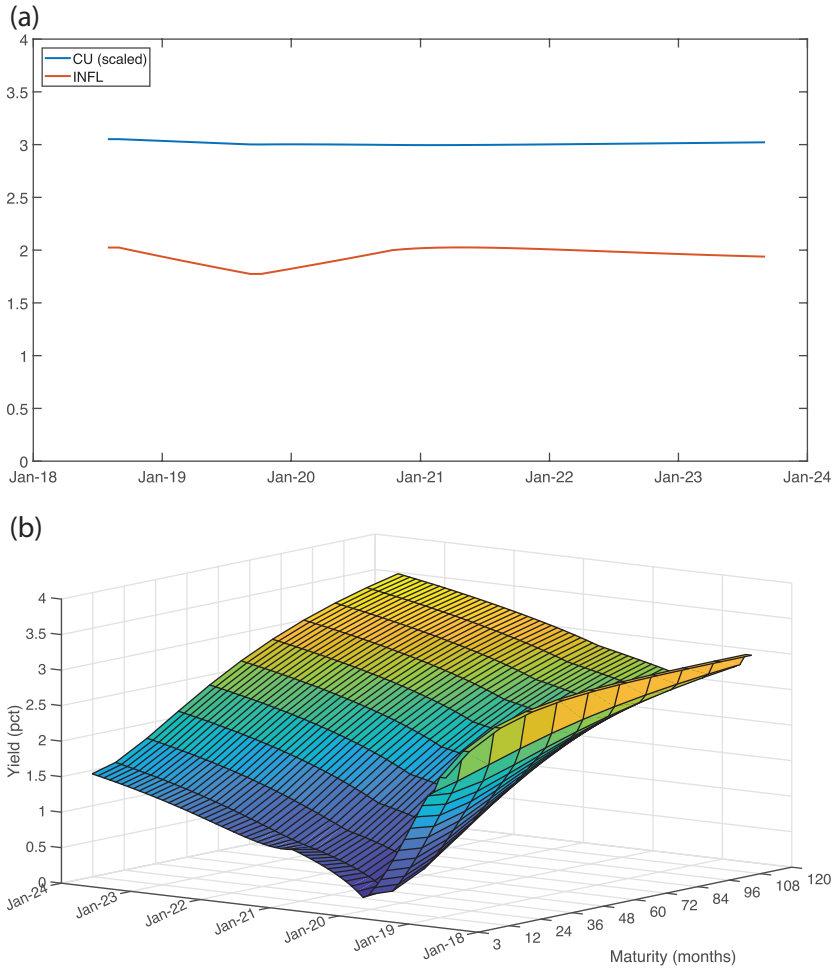 (a)
4
3.5
3
2.5
2
1.5
1
0.5
0
CU (scaled)
INFL
Jan-18 Jan-19 Jan-20 Jan-21 Jan-22 Jan-23 Jan-24
(b)
4
3.5
3
2.5
2
1.5
1
0.5
0
Yield (pct)
Jan-24 Jan-23 Jan-22 Jan-21 Jan-20 Jan-19 Jan-18
3 12 24 36 48 60 72 84 96 108 120
Maturity (months)